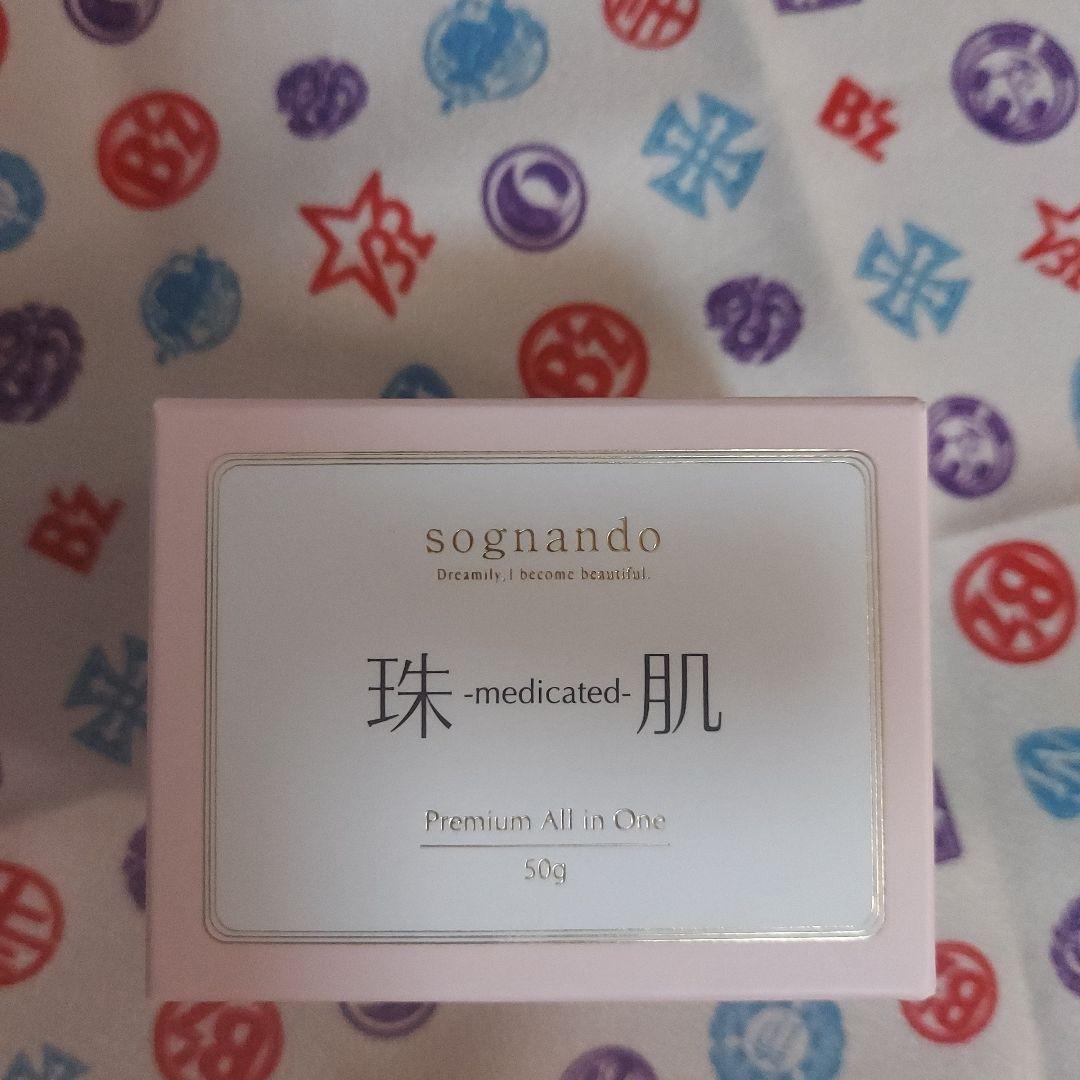 B'z
B'z
B'z
B'z
sognando
Dreamily, I become beautiful.
珠 -medicated- 肌
Premium All in One
50g